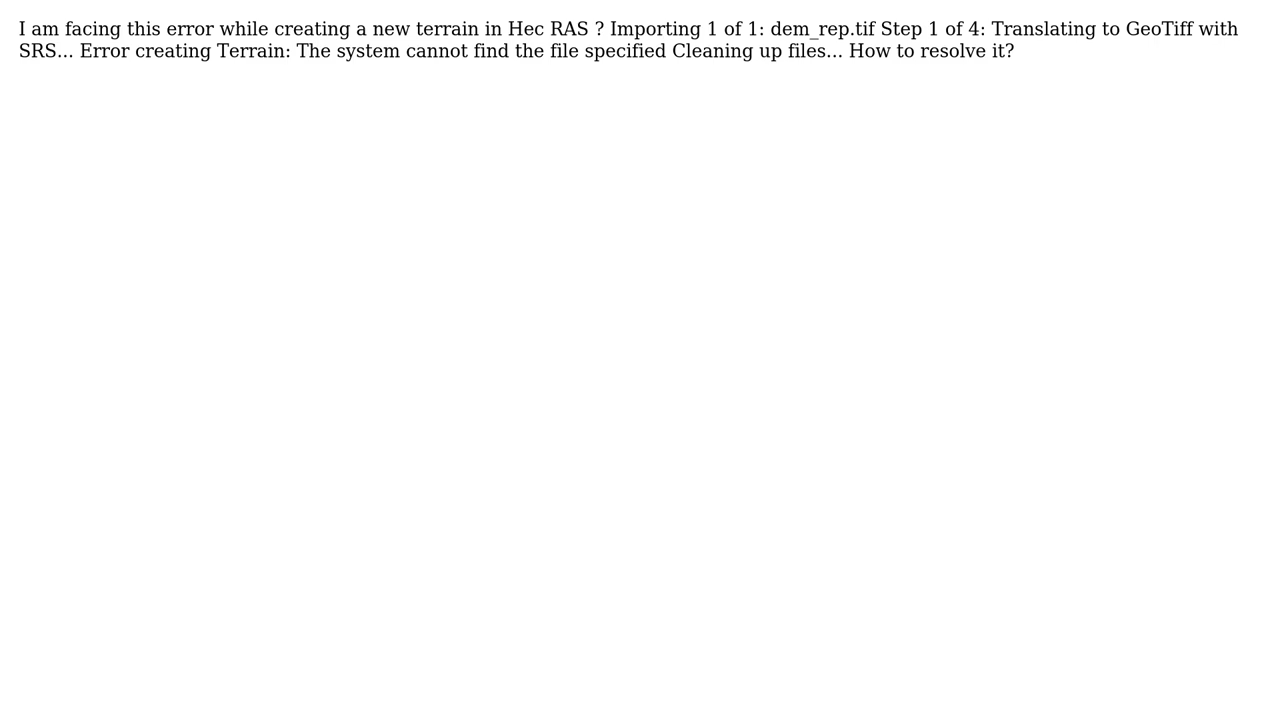 I am facing this error while creating a new terrain in Hec RAS ? Importing 1 of 1: dem_rep.tif Step 1 of 4: Translating to GeoTiff with
SRS... Error creating Terrain: The system cannot find the file specified Cleaning up files... How to resolve it?